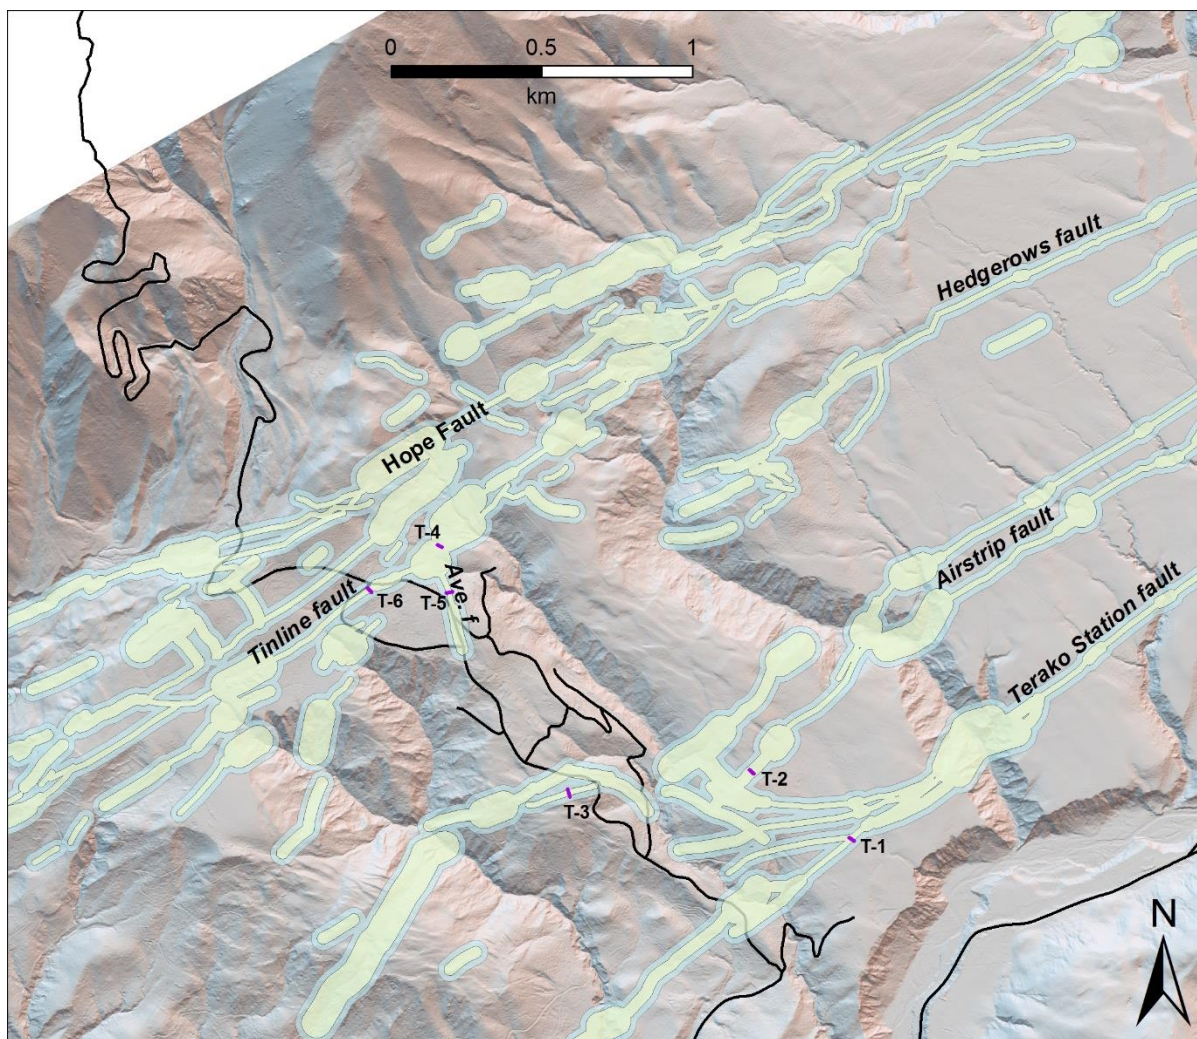 0 0.5 1
km
Hedgerows fault
Hope Fault
Airstrip fault
T-4
Ave. f.
T-6
T-5
Tinline fault
Terako Station fault
T-2
T-3
T-1
N